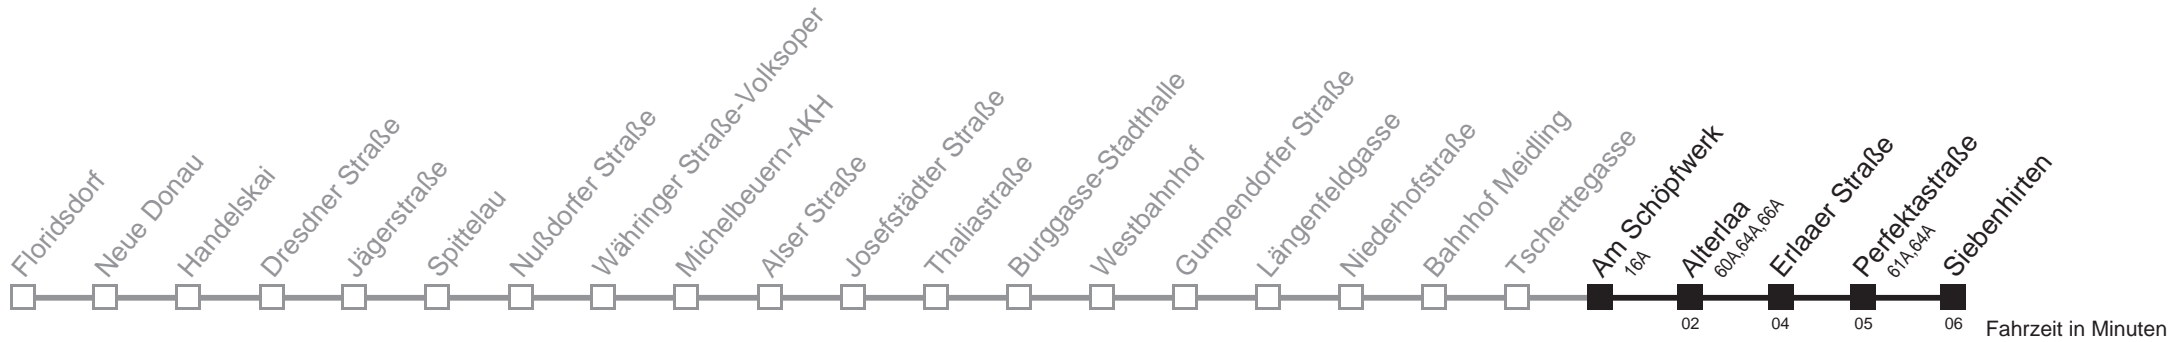 Floridsdorf
Neue Donau
Handelskai
Dresdner Straße
Jägerstraße
Spittelau
Nußdorfer Straße
Währinger Straße-Volksoper
Michelbeuern-AKH
Alser Straße
Josefstädter Straße
Thaliastraße
Burggasse-Stadthalle
Westbahnhof
Gumpendorfer Straße
Längenfeldgasse
Niederhofstraße
Bahnhof Meidling
Tscherttegasse
Am Schöpfwerk
16A
Alterlaa
60A,64A,66A
Erlaaer Straße
Perfektastraße
61A,64A
Siebenhirten
02
04
05
06
Fahrzeit in Minuten